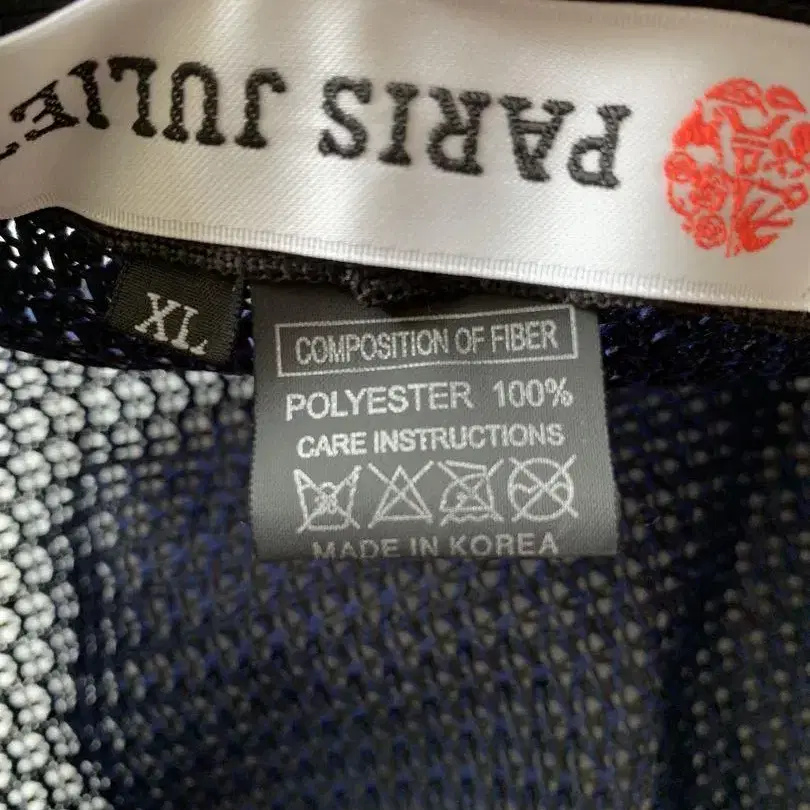 PARIS JULIE
XL
COMPOSITION OF FIBER
POLYESTER 100%
CARE INSTRUCTIONS
MADE IN KOREA